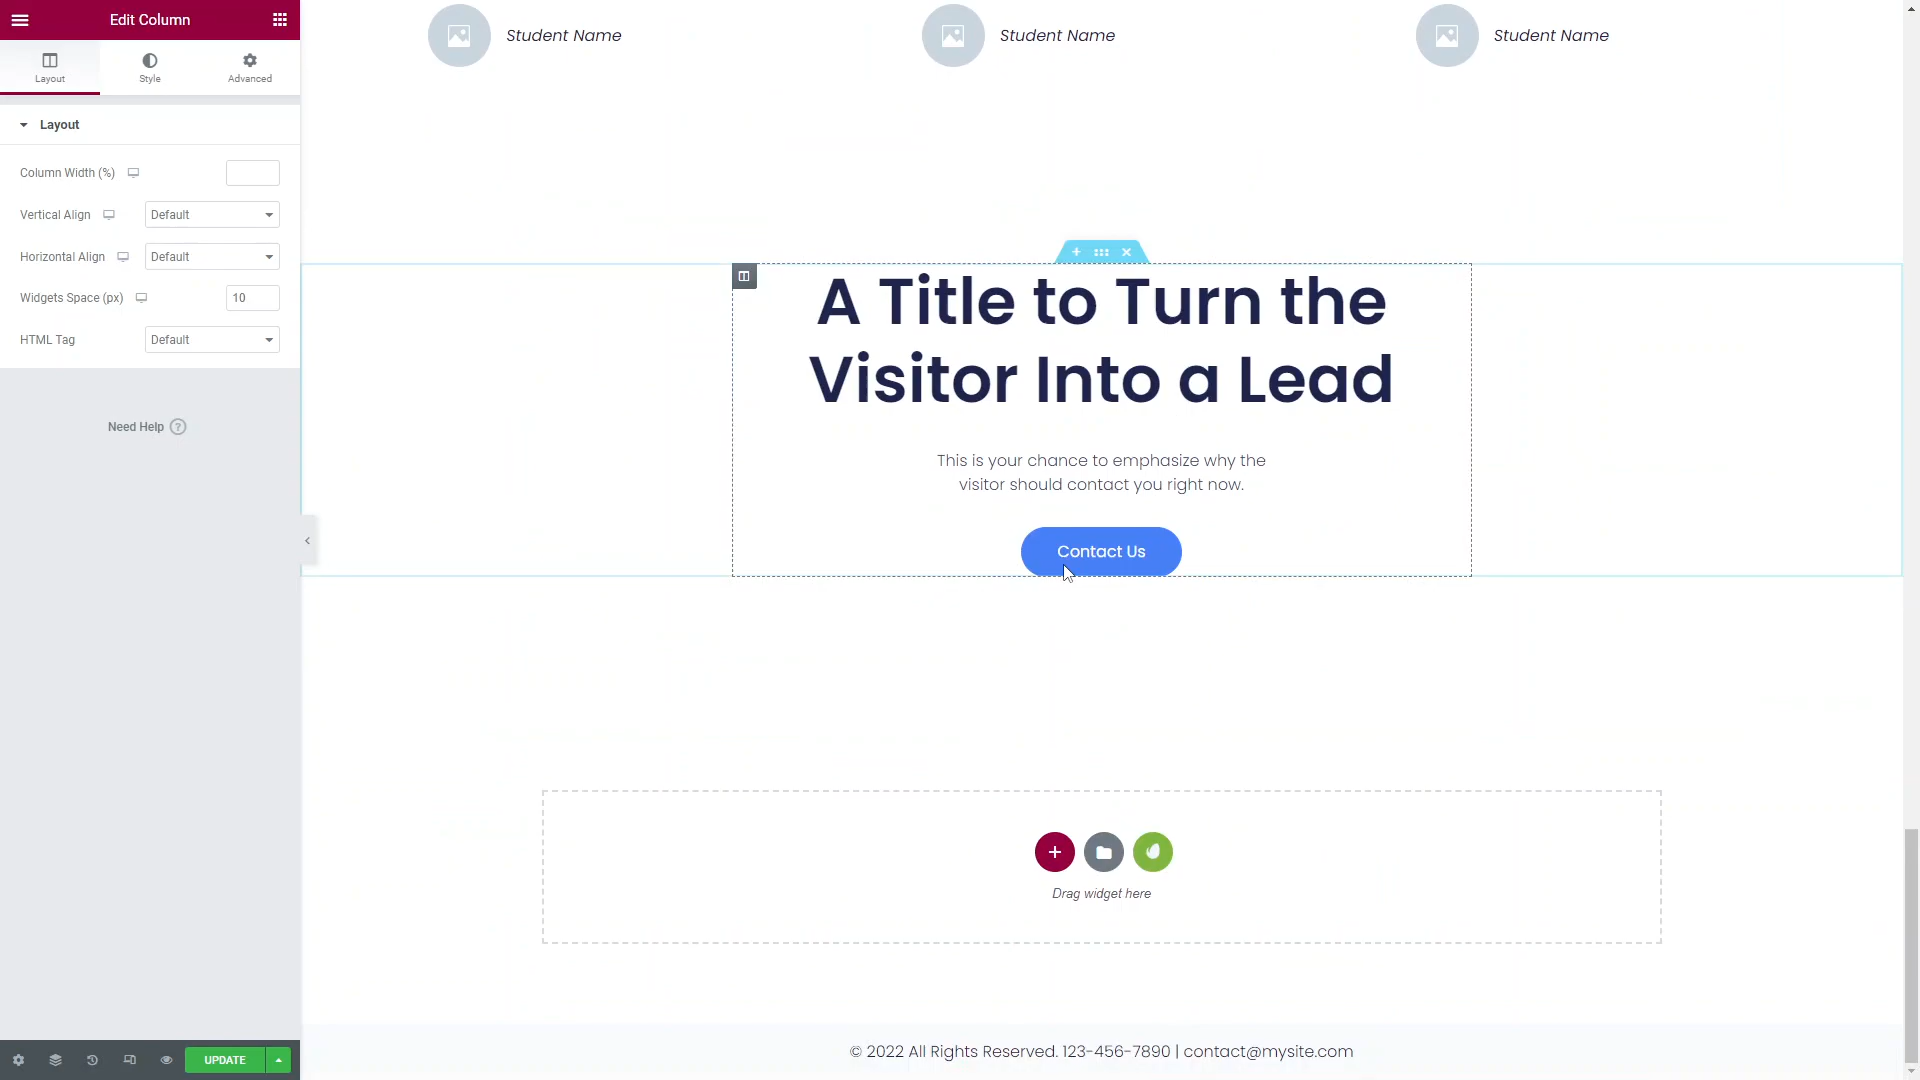 Edit Column
Layout
Style
Advanced
Layout
Column Width (%)
Vertical Align
Default
Horizontal Align
Default
Widgets Space (px)
10
HTML Tag
Default
Need Help
?
UPDATE
Student Name
Student Name
Student Name
A Title to Turn the
Visitor Into a Lead
This is your chance to emphasize why the
visitor should contact you right now.
Contact Us
Drag widget here
© 2022 All Rights Reserved. 123-456-7890 | contact@mysite.com